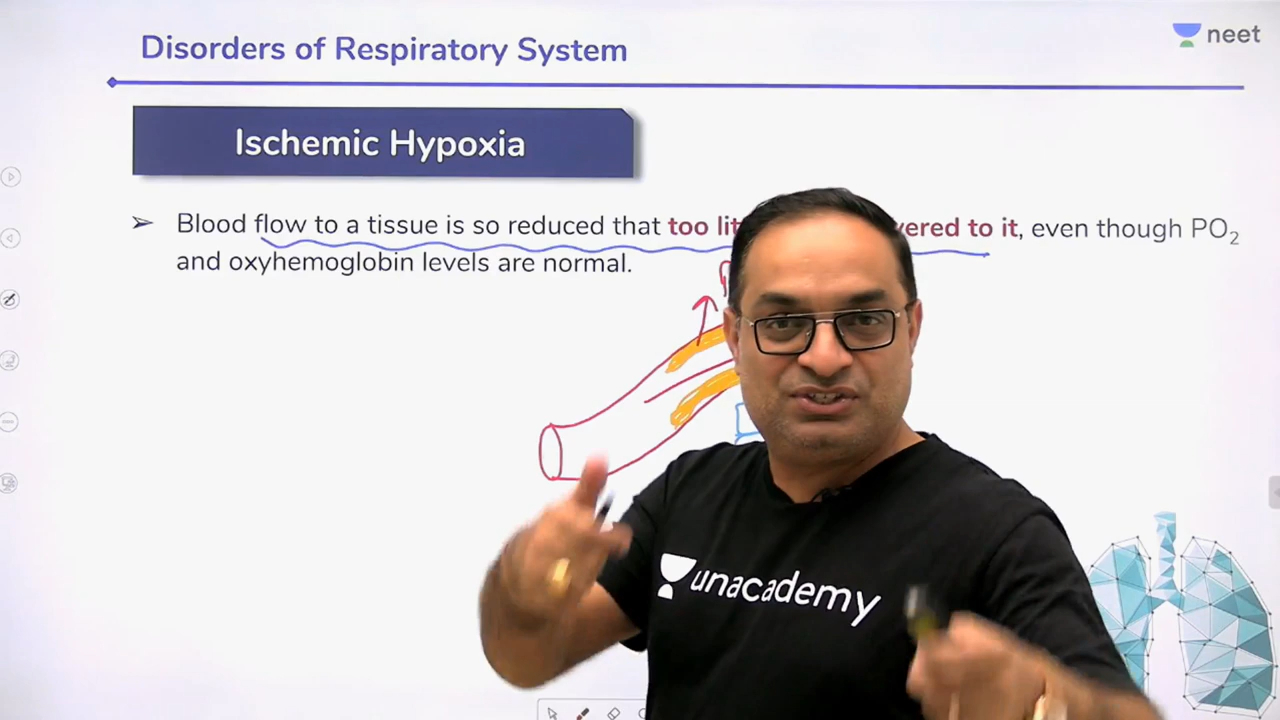 Disorders of Respiratory System
neet
Ischemic Hypoxia
➢ Blood flow to a tissue is so reduced that too lit vered to it, even though PO₂
and oxyhemoglobin levels are normal.
unacademy